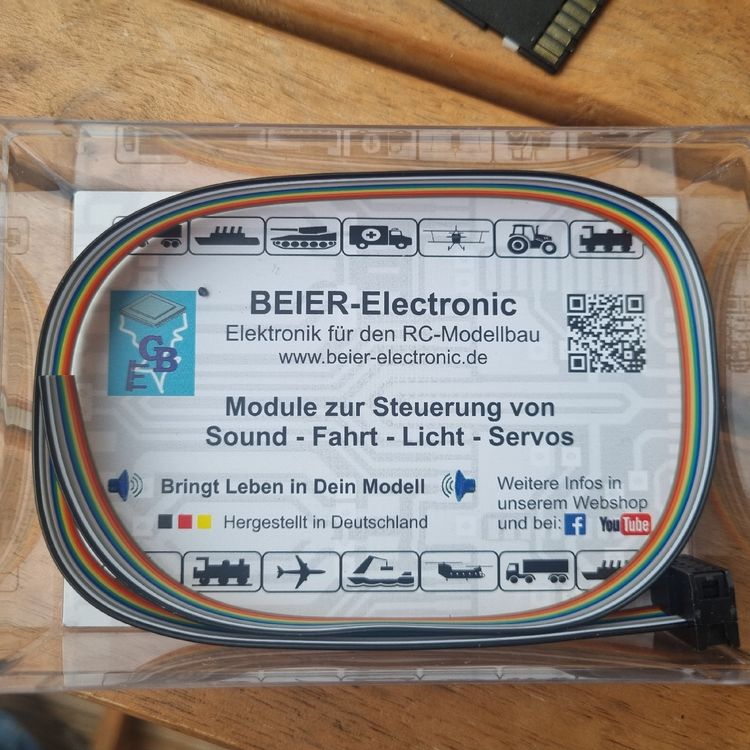 BEIER-Electronic
Elektronik für den RC-Modellbau
www.beier-electronic.de
CB
E
Module zur Steuerung von
Sound - Fahrt - Licht - Servos
Bringt Leben in Dein Modell
Hergestellt in Deutschland
Weitere Infos in
unserem Webshop
und bei: f YouTube